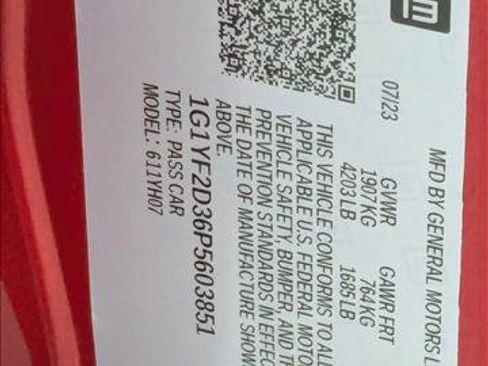 gm
MFD BY GENERAL MOTORS L
07/23 GVWR GAWR FRT
1907KG 764KG
4203LB 1685LB
THIS VEHICLE CONFORMS TO ALL
APPLICABLE U.S. FEDERAL MOTO
VEHICLE SAFETY, BUMPER, AND TH
PREVENTION STANDARDS IN EFFEC
THE DATE OF MANUFACTURE SHOW
ABOVE.
1G1YF2D36P5603851
TYPE: PASS CAR
MODEL: 611YH07